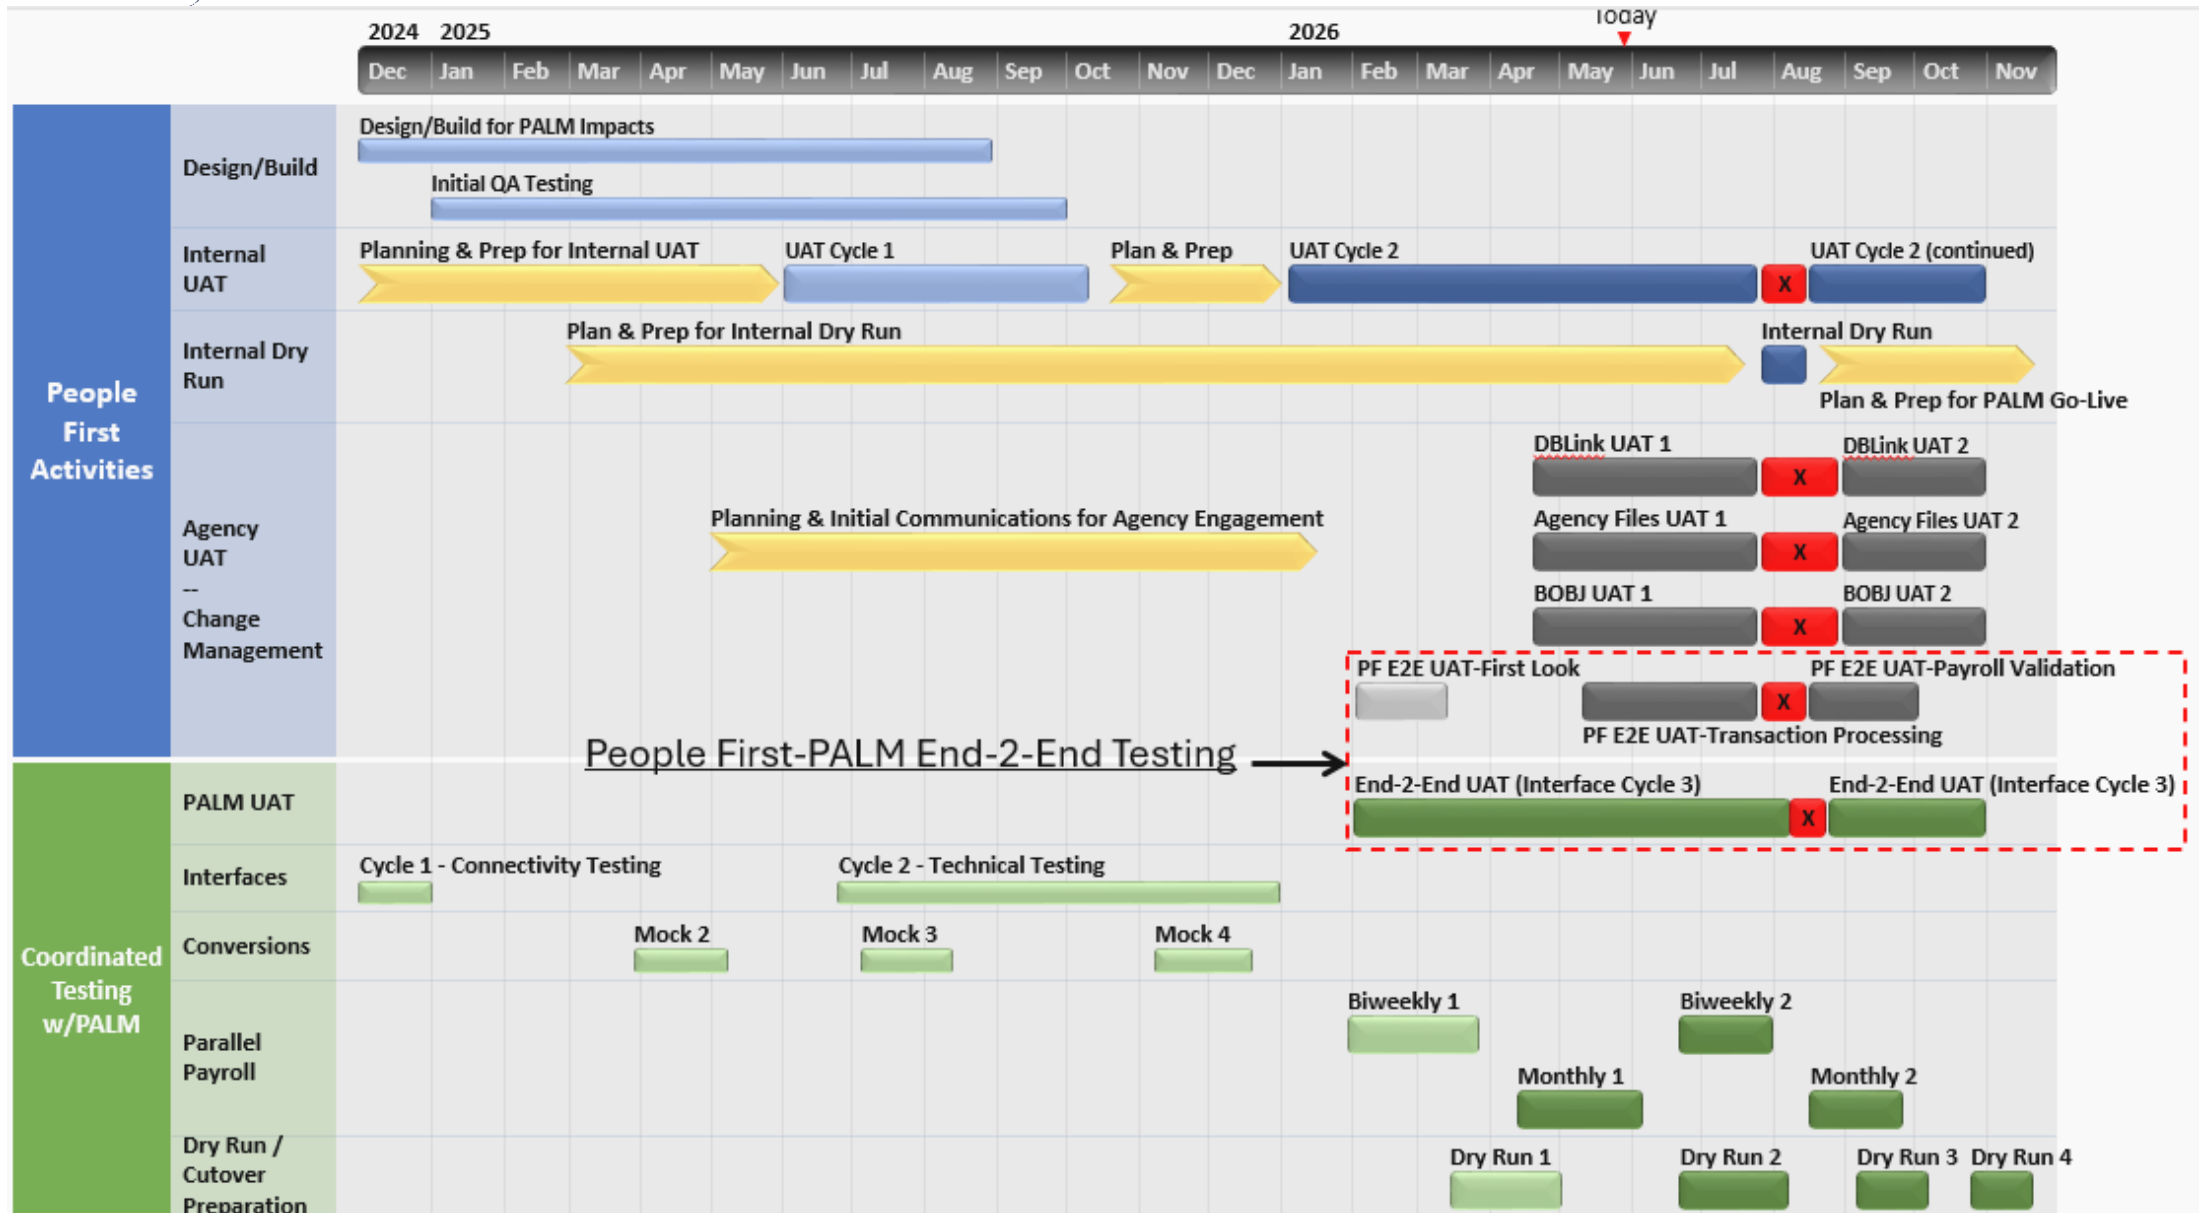 Today
2024 2025 2026
Dec Jan Feb Mar Apr May Jun Jul Aug Sep Oct Nov Dec Jan Feb Mar Apr May Jun Jul Aug Sep Oct Nov
People
First
Activities
Design/Build
Design/Build for PALM Impacts
Initial QA Testing
Internal
UAT
Planning & Prep for Internal UAT
UAT Cycle 1
Plan & Prep
UAT Cycle 2
X
UAT Cycle 2 (continued)
Internal Dry
Run
Plan & Prep for Internal Dry Run
Internal Dry Run
Plan & Prep for PALM Go-Live
Agency
UAT
--
Change
Management
DBLink UAT 1
X
DBLink UAT 2
Planning & Initial Communications for Agency Engagement
Agency Files UAT 1
X
Agency Files UAT 2
BOBJ UAT 1
X
BOBJ UAT 2
PF E2E UAT-First Look
X
PF E2E UAT-Payroll Validation
PF E2E UAT-Transaction Processing
People First-PALM End-2-End Testing
Coordinated
Testing
w/PALM
PALM UAT
End-2-End UAT (Interface Cycle 3)
X
End-2-End UAT (Interface Cycle 3)
Interfaces
Cycle 1 - Connectivity Testing
Cycle 2 - Technical Testing
Conversions
Mock 2
Mock 3
Mock 4
Parallel
Payroll
Biweekly 1
Biweekly 2
Monthly 1
Monthly 2
Dry Run /
Cutover
Preparation
Dry Run 1
Dry Run 2
Dry Run 3
Dry Run 4